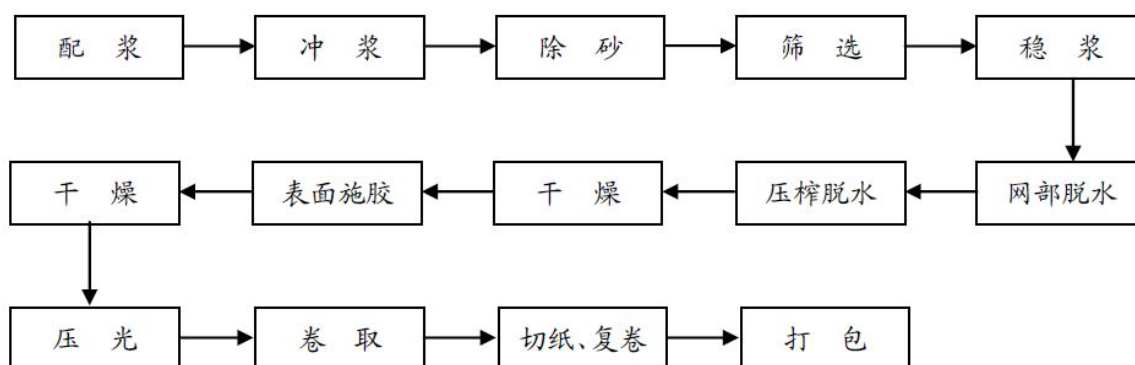 配 浆 冲 浆 除 砂 筛 选 稳 浆
干 燥 表面施胶 干 燥 压榨脱水 网部脱水
压 光 卷 取 切纸、复卷 打 包